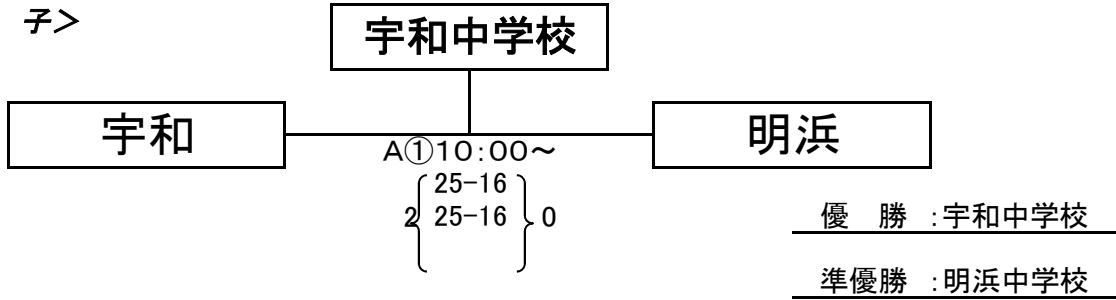 子＞
宇和中学校
宇和
明浜
A①10:00～
25-16
2 25-16 0
優　勝　：宇和中学校
準優勝　：明浜中学校